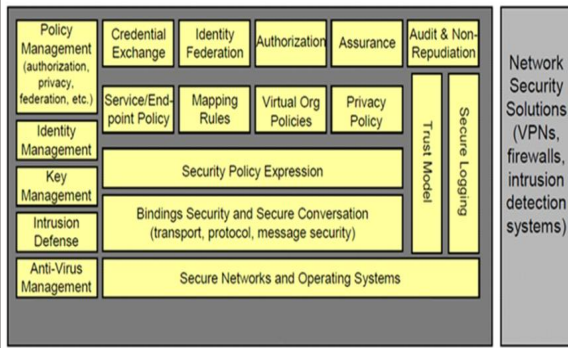 Policy
Management
(authorization,
privacy,
federation, etc.)
Credential
Exchange
Identity
Federation
Authorization
Assurance
Audit & Non-
Repudiation
Service/End-
point Policy
Mapping
Rules
Virtual Org
Policies
Privacy
Policy
Trust Model
Secure Logging
Identity
Management
Key
Management
Security Policy Expression
Intrusion
Defense
Bindings Security and Secure Conversation
(transport, protocol, message security)
Anti-Virus
Management
Secure Networks and Operating Systems
Network
Security
Solutions
(VPNs,
firewalls,
intrusion
detection
systems)